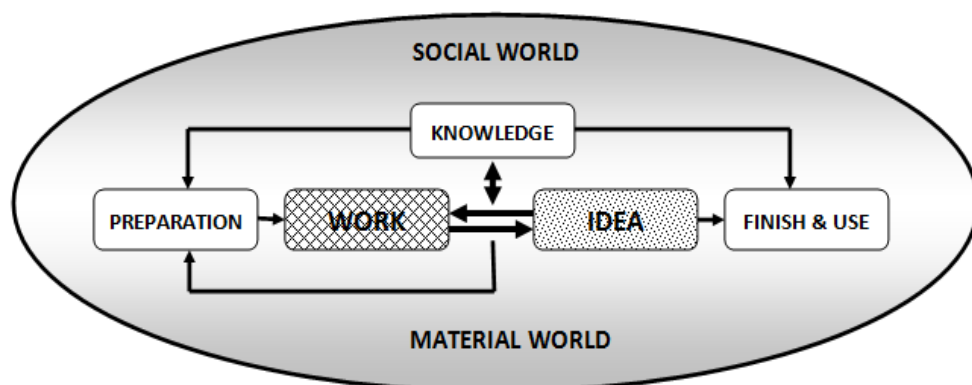 SOCIAL WORLD
KNOWLEDGE
PREPARATION
WORK
IDEA
FINISH & USE
MATERIAL WORLD